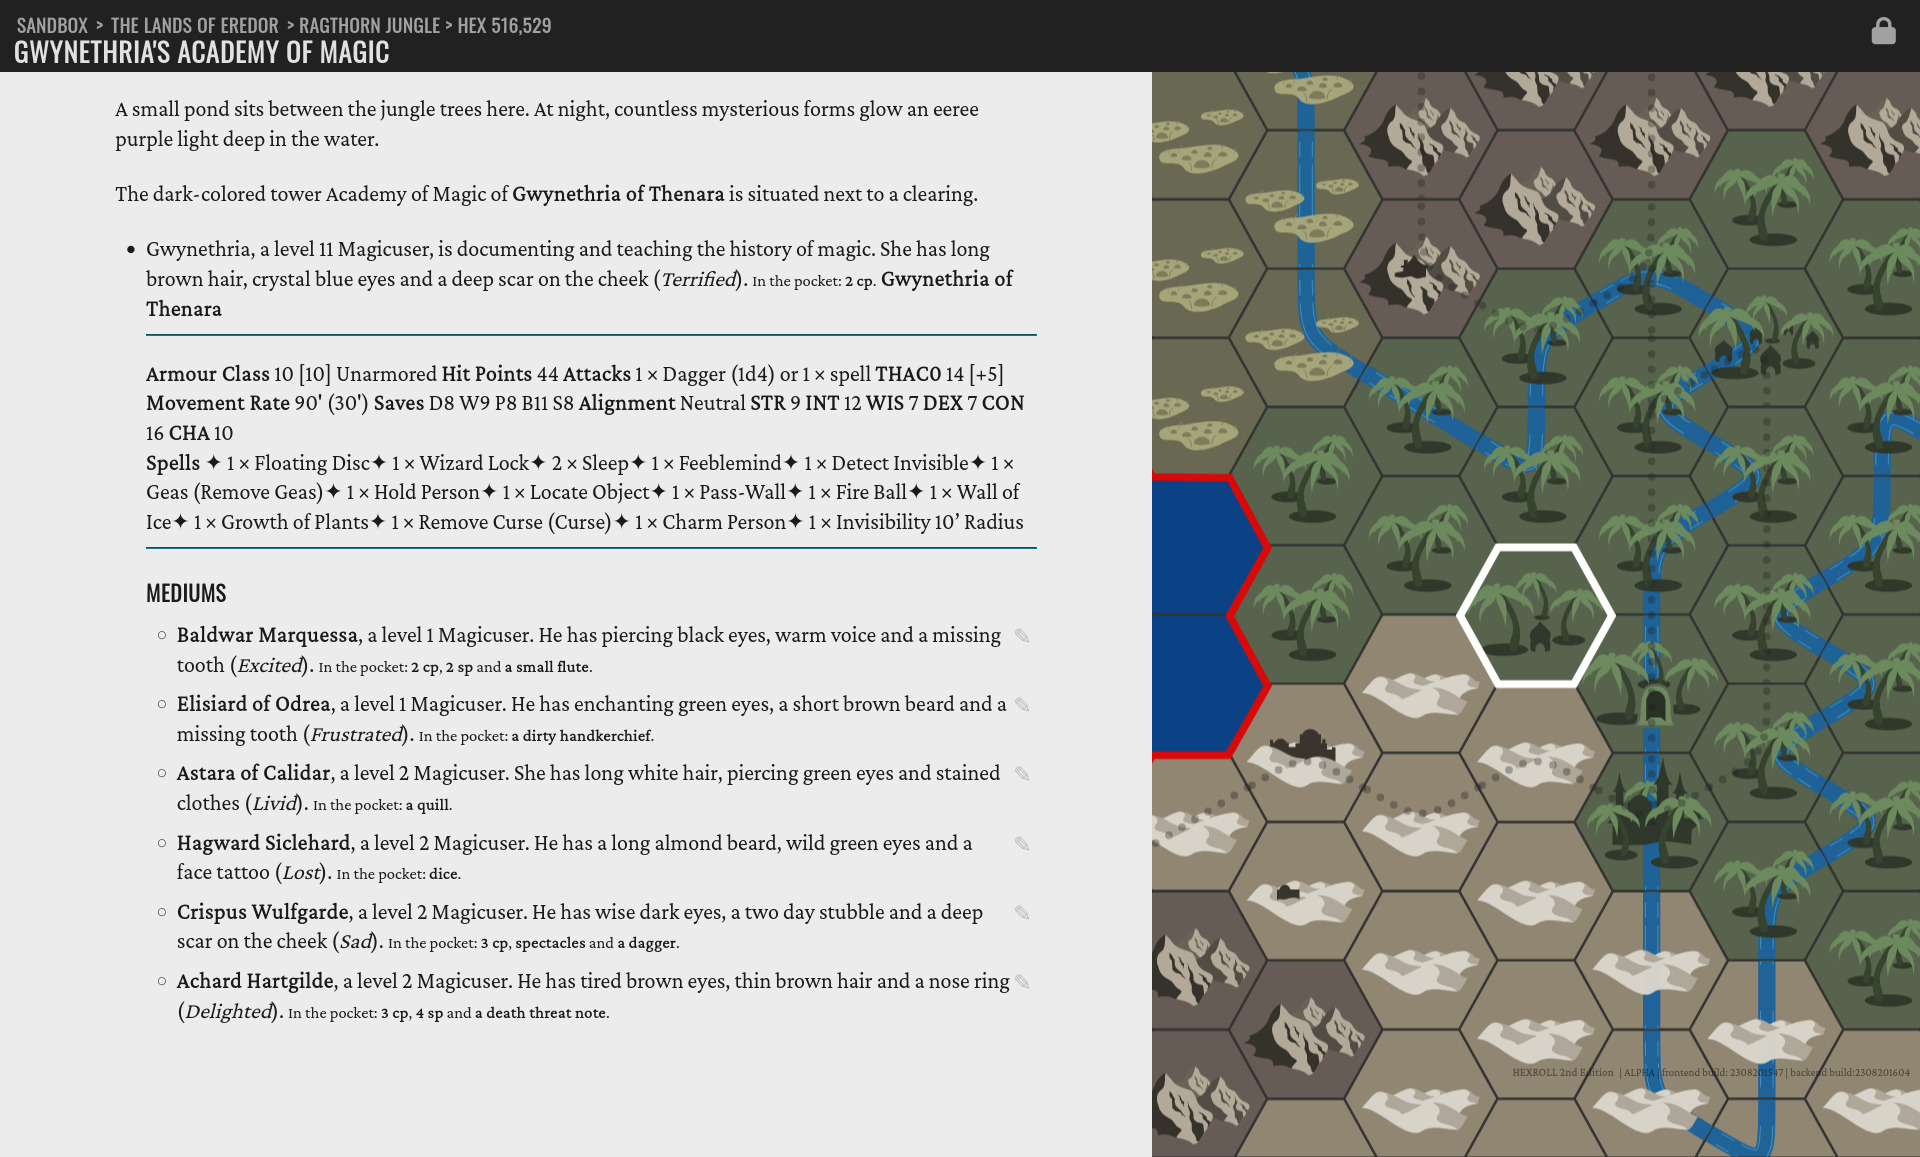 SANDBOX > THE LANDS OF EREDOR > RAGTHORN JUNGLE > HEX 516,529
GWYNETHRIA'S ACADEMY OF MAGIC
A small pond sits between the jungle trees here. At night, countless mysterious forms glow an eeree
purple light deep in the water.
The dark-colored tower Academy of Magic of Gwynethria of Thenara is situated next to a clearing.
• Gwynethria, a level 11 Magicuser, is documenting and teaching the history of magic. She has long
brown hair, crystal blue eyes and a deep scar on the cheek (Terrified). In the pocket: 2 cp. Gwynethria of
Thenara
Armour Class 10 [10] Unarmored Hit Points 44 Attacks 1 × Dagger (1d4) or 1 × spell THAC0 14 [+5]
Movement Rate 90' (30') Saves D8 W9 P8 B11 S8 Alignment Neutral STR 9 INT 12 WIS 7 DEX 7 CON
16 CHA 10
Spells ✦ 1 × Floating Disc✦ 1 × Wizard Lock✦ 2 × Sleep✦ 1 × Feeblemind✦ 1 × Detect Invisible✦ 1 ×
Geas (Remove Geas)✦ 1 × Hold Person✦ 1 × Locate Object✦ 1 × Pass-Wall✦ 1 × Fire Ball✦ 1 × Wall of
Ice✦ 1 × Growth of Plants✦ 1 × Remove Curse (Curse)✦ 1 × Charm Person✦ 1 × Invisibility 10’ Radius
MEDIUMS
○ Baldwar Marquessa, a level 1 Magicuser. He has piercing black eyes, warm voice and a missing
tooth (Excited). In the pocket: 2 cp, 2 sp and a small flute.
○ Elisiard of Odrea, a level 1 Magicuser. He has enchanting green eyes, a short brown beard and a
missing tooth (Frustrated). In the pocket: a dirty handkerchief.
○ Astara of Calidar, a level 2 Magicuser. She has long white hair, piercing green eyes and stained
clothes (Livid). In the pocket: a quill.
○ Hagward Siclehard, a level 2 Magicuser. He has a long almond beard, wild green eyes and a
face tattoo (Lost). In the pocket: dice.
○ Crispus Wulfgarde, a level 2 Magicuser. He has wise dark eyes, a two day stubble and a deep
scar on the cheek (Sad). In the pocket: 3 cp, spectacles and a dagger.
○ Achard Hartgilde, a level 2 Magicuser. He has tired brown eyes, thin brown hair and a nose ring
(Delighted). In the pocket: 3 cp, 4 sp and a death threat note.
HEXROLL 2nd Edition | ALPHA | frontend build: 2308201547 | backend build:2308201604